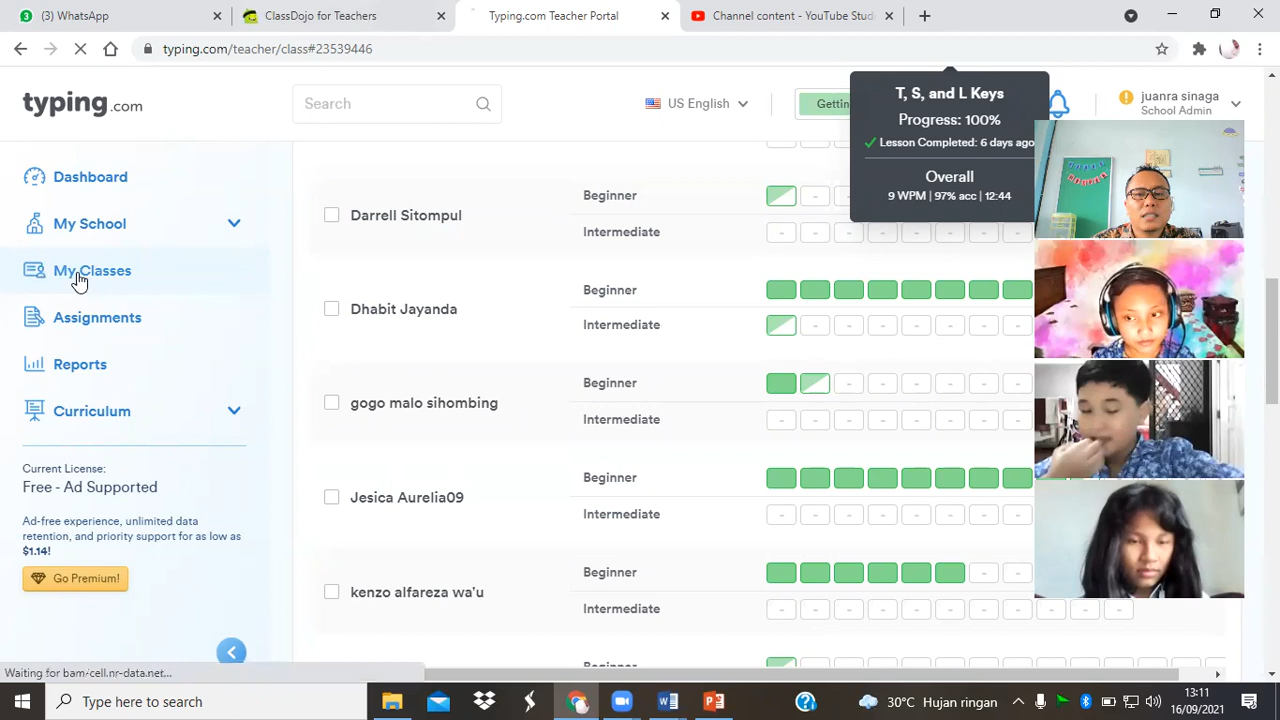 (3) WhatsApp
ClassDojo for Teachers
Typing.com Teacher Portal
Channel content - YouTube Stud
typing.com/teacher/class#23539446
typing.com
Search
US English
Gettin
juanra sinaga
School Admin
T, S, and L Keys
Progress: 100%
Lesson Completed: 6 days ago
Overall
9 WPM | 97% acc | 12:44
Dashboard
My School
My Classes
Assignments
Reports
Curriculum
Current License:
Free - Ad Supported
Ad-free experience, unlimited data
retention, and priority support for as low as
$1.14!
Go Premium!
Darrell Sitompul
Beginner
Intermediate
Dhabit Jayanda
Beginner
Intermediate
gogo malo sihombing
Beginner
Intermediate
Jesica Aurelia09
Beginner
Intermediate
kenzo alfareza wa'u
Beginner
Intermediate
Beginner
Waiting for bam-cell.nr-data.net...
Type here to search
30°C Hujan ringan
13:11
16/09/2021